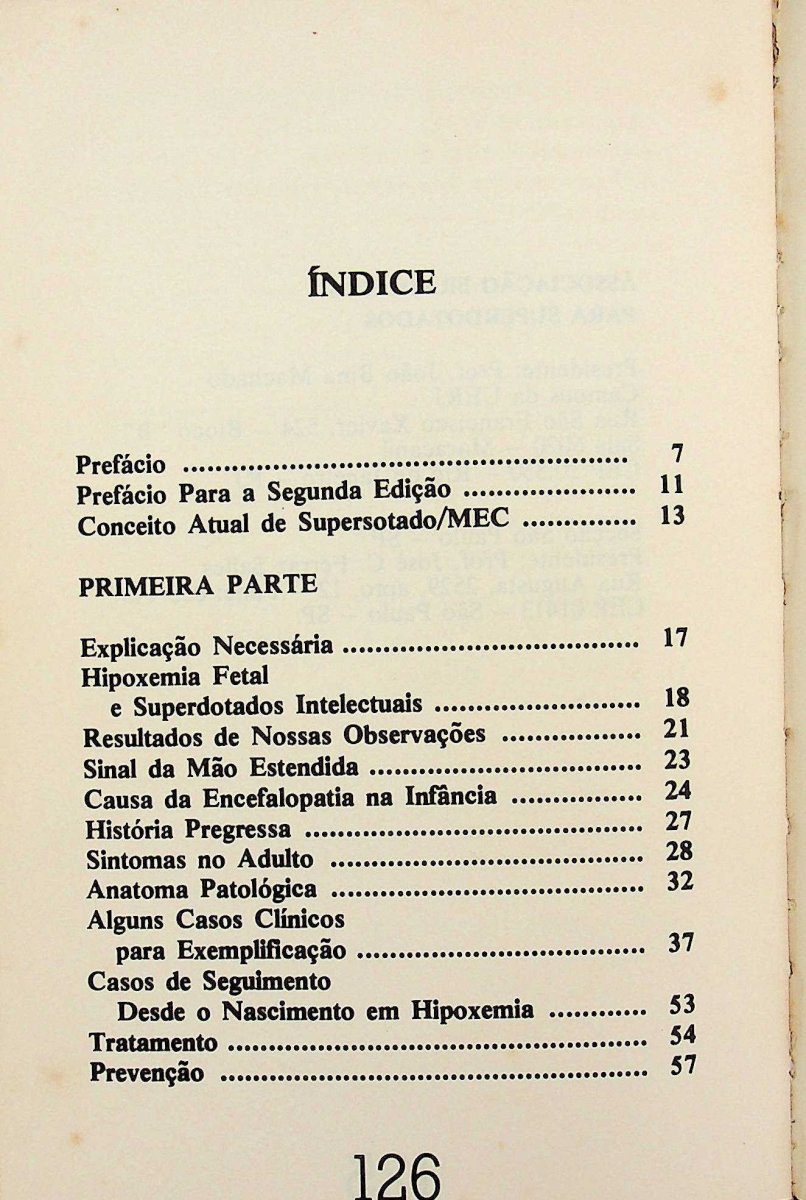 ÍNDICE
Prefácio ........................................................ 7
Prefácio Para a Segunda Edição ..................... 11
Conceito Atual de Supersotado/MEC .............. 13
PRIMEIRA PARTE
Explicação Necessária ..................................... 17
Hipoxemia Fetal
e Superdotados Intelectuais ......................... 18
Resultados de Nossas Observações ................. 21
Sinal da Mão Estendida .................................. 23
Causa da Encefalopatia na Infância ................ 24
História Pregressa .......................................... 27
Sintomas no Adulto ....................................... 28
Anatoma Patológica ....................................... 32
Alguns Casos Clínicos
para Exemplificação .................................... 37
Casos de Seguimento
Desde o Nascimento em Hipoxemia ............ 53
Tratamento .................................................... 54
Prevenção ..................................................... 57
126